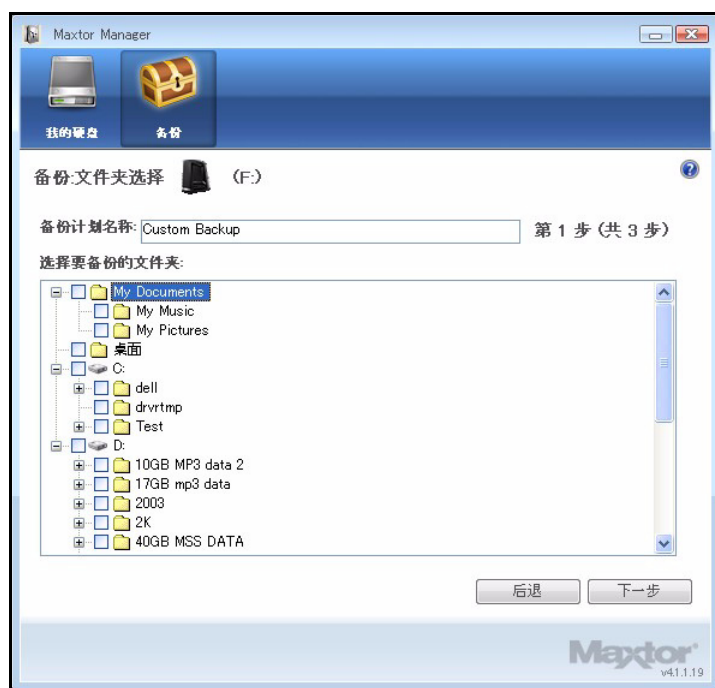 Maxtor Manager
我的硬盘
备份
备份:文件夹选择 (F:)
备份计划名称: Custom Backup 第 1 步 (共 3 步)
选择要备份的文件夹:
My Documents
My Music
My Pictures
桌面
C:
dell
drvrtmp
Test
D:
10GB MP3 data 2
17GB mp3 data
2003
2K
40GB MSS DATA
后退 下一步
Maxtor
v4.1.1.19